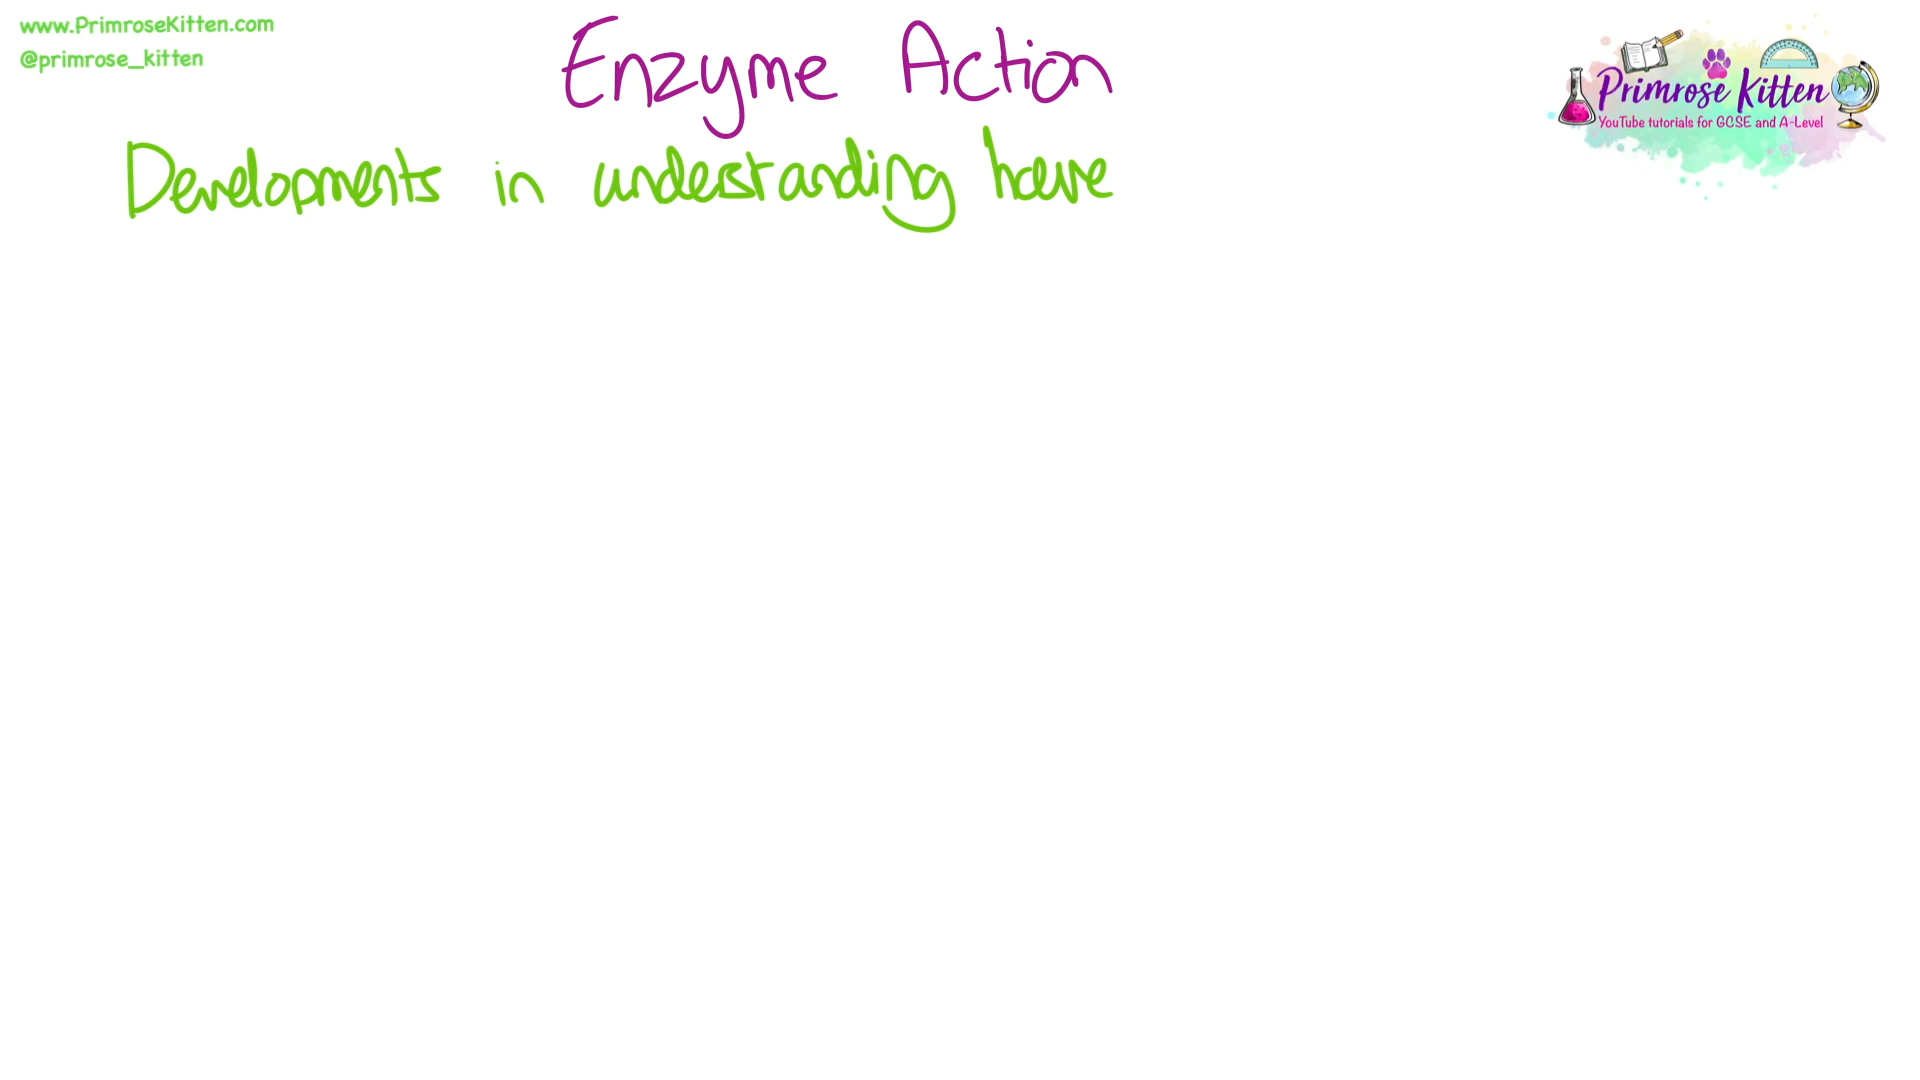 www.PrimroseKitten.com
@primrose_kitten
Enzyme Action
Primrose Kitten
YouTube tutorials for GCSE and A-Level
Developments in understanding have